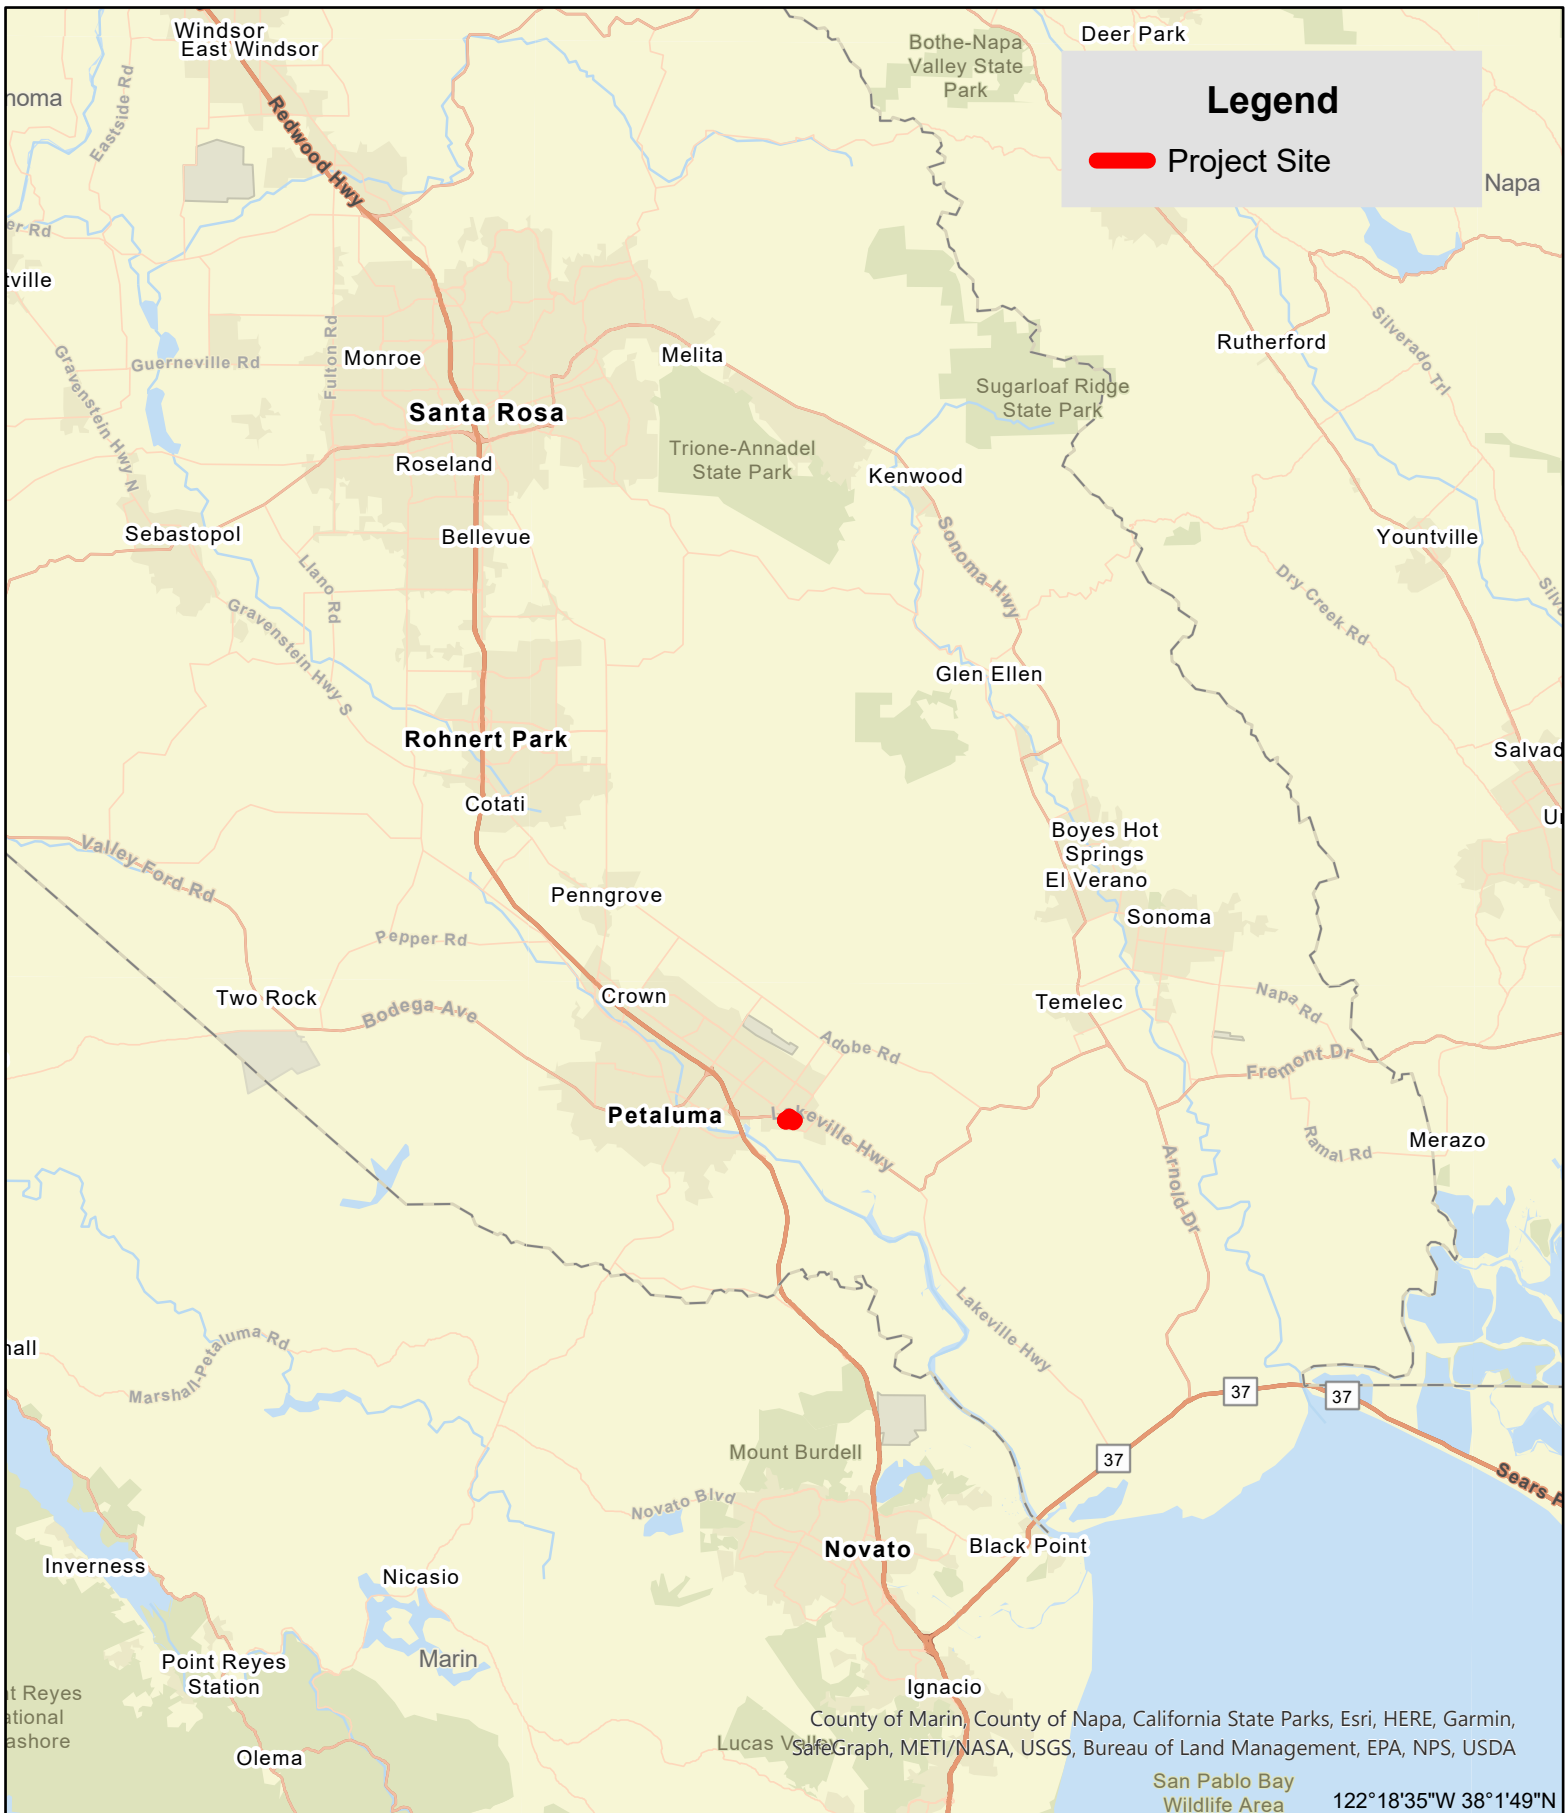 Windsor
East Windsor
Deer Park
Bothe-Napa
Valley State
Park
Legend
Project Site
noma
Eastside Rd
Redwood Hwy
Napa
er Rd
tville
Rutherford
Silverado Trl
Gravenstein Hwy N
Guerneville Rd
Fulton Rd
Monroe
Melita
Sugarloaf Ridge
State Park
Santa Rosa
Trione-Annadel
State Park
Roseland
Kenwood
Sebastopol
Bellevue
Sonoma Hwy
Yountville
Llano Rd
Dry Creek Rd
Silve
Gravenstein Hwy S
Glen Ellen
Rohnert Park
Salvad
Cotati
Boyes Hot
Springs
El Verano
Valley Ford Rd
Penngrove
Sonoma
Pepper Rd
Two Rock
Bodega Ave
Crown
Temelec
Napa Rd
Adobe Rd
Fremont Dr
Petaluma
Lakeville Hwy
Ramal Rd
Merazo
Arnold Dr
Lakeville Hwy
Marshall-Petaluma Rd
37
37
37
Mount Burdell
Sears P
Novato Blvd
Novato
Black Point
Inverness
Nicasio
Marin
Point Reyes
Station
Ignacio
nt Reyes
ational
ashore
Olema
Lucas Valley
County of Marin, County of Napa, California State Parks, Esri, HERE, Garmin,
SafeGraph, METI/NASA, USGS, Bureau of Land Management, EPA, NPS, USDA
San Pablo Bay
Wildlife Area
122°18'35"W 38°1'49"N